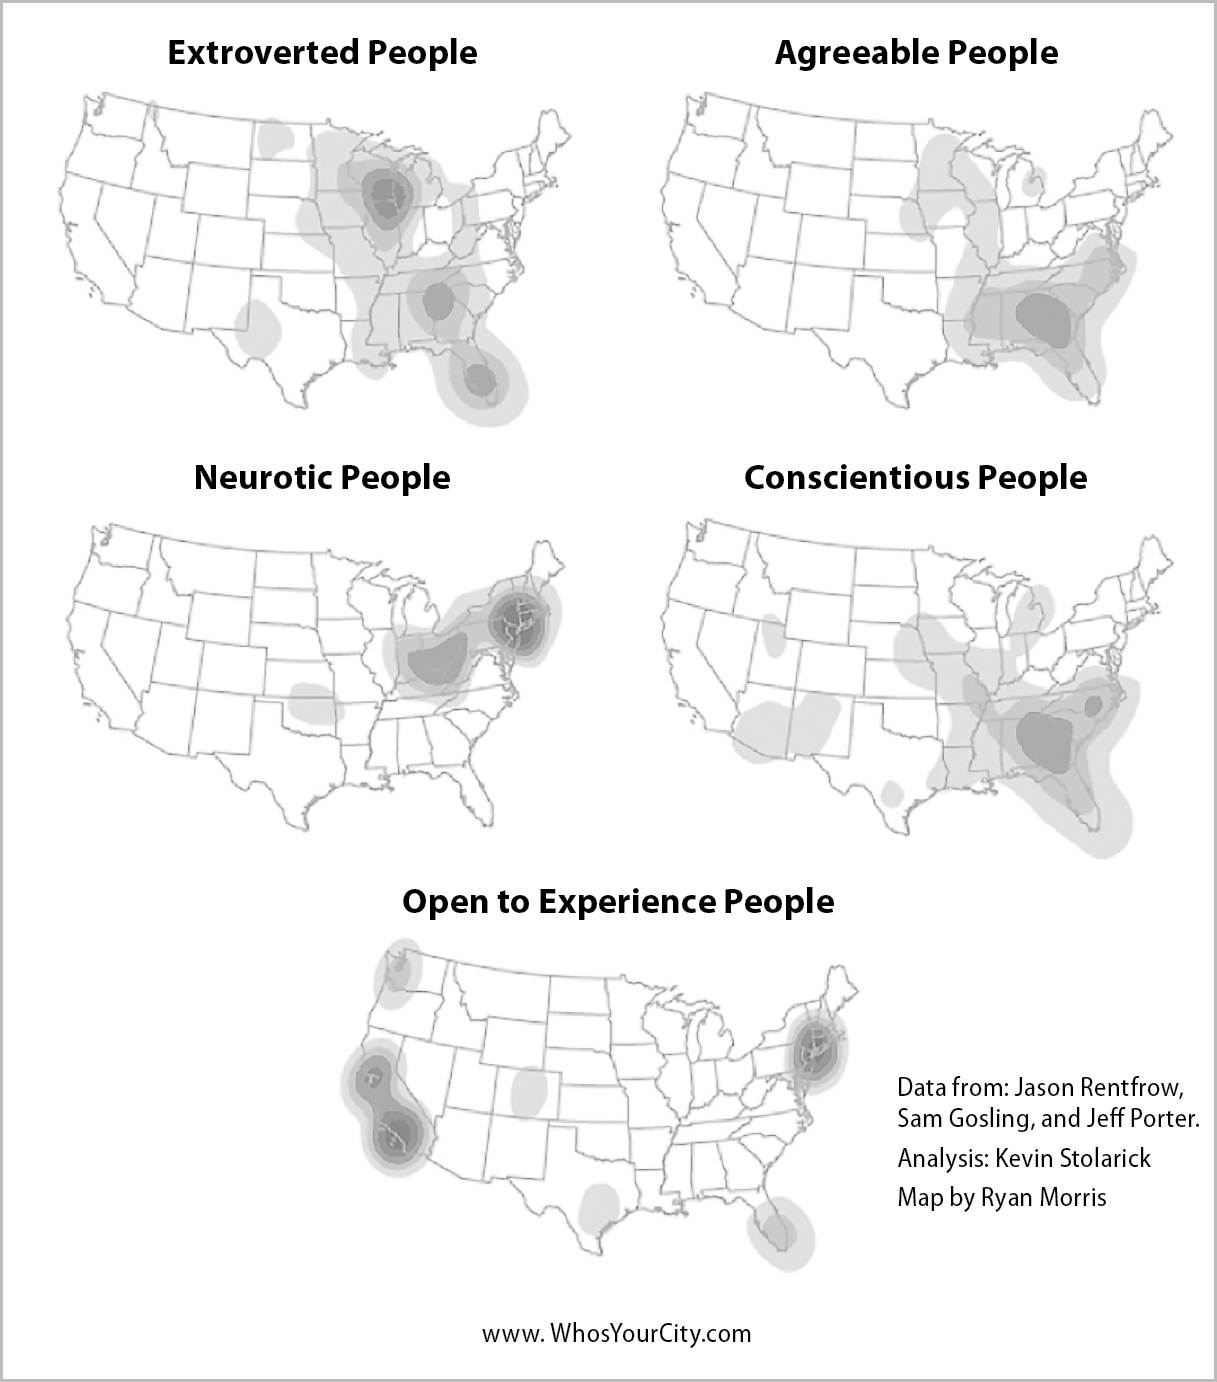 Extroverted People
Agreeable People
Neurotic People
Conscientious People
Open to Experience People
Data from: Jason Rentfrow,
Sam Gosling, and Jeff Porter.
Analysis: Kevin Stolarick
Map by Ryan Morris
www. WhosYourCity.com